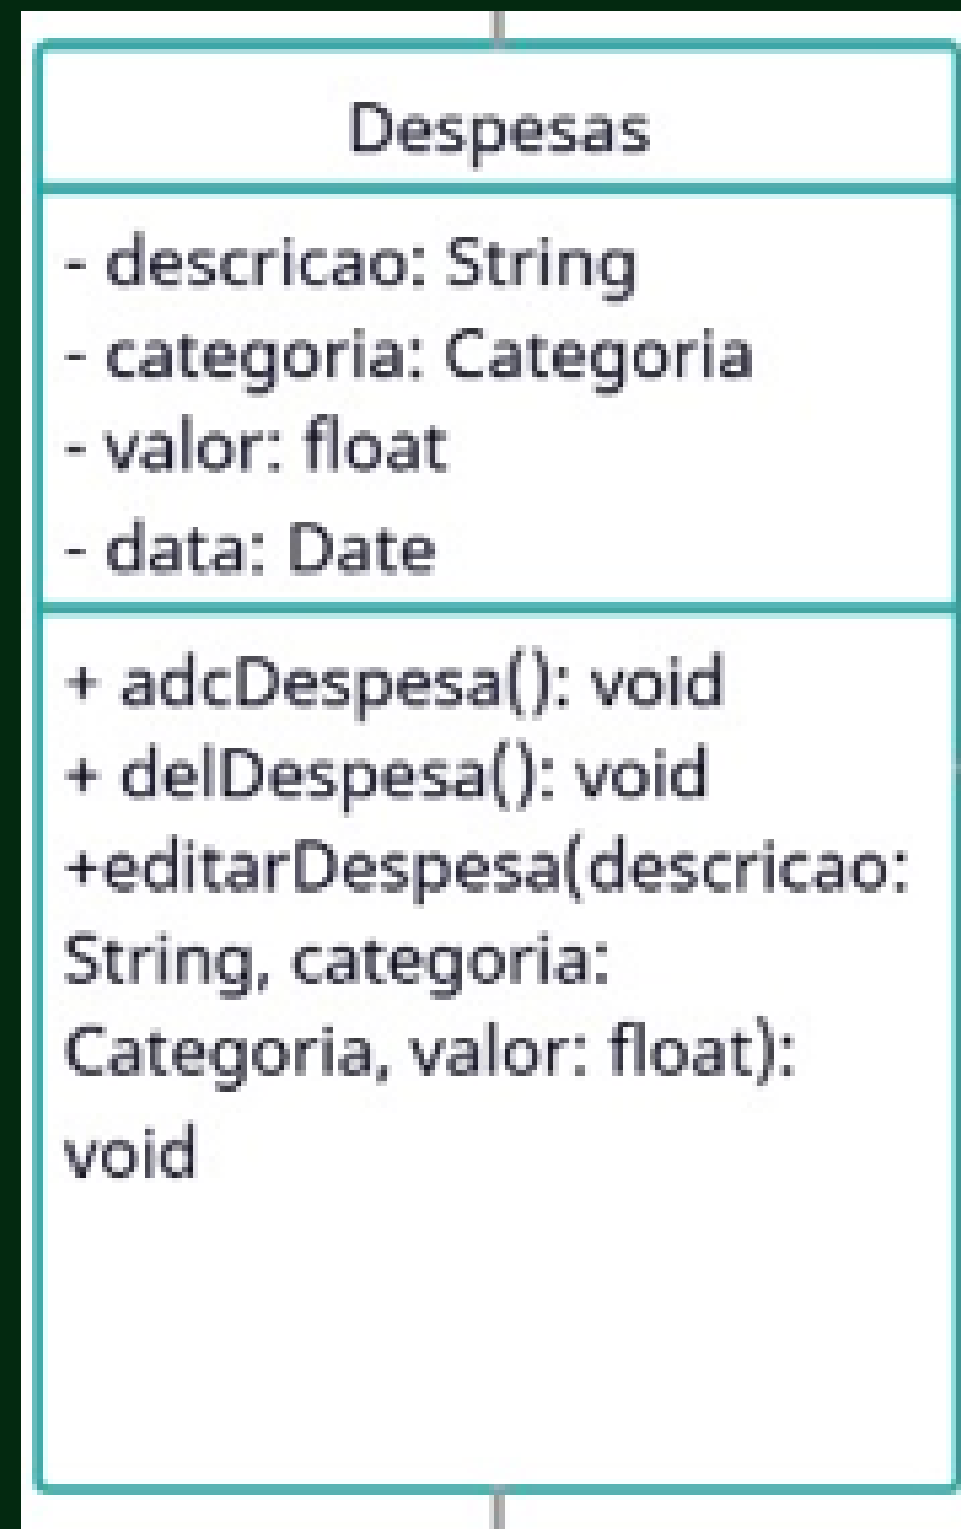 Despesas
- descricao: String
- categoria: Categoria
- valor: float
- data: Date
+ adcDespesa(): void
+ delDespesa(): void
+editarDespesa(descricao:
String, categoria:
Categoria, valor: float):
void